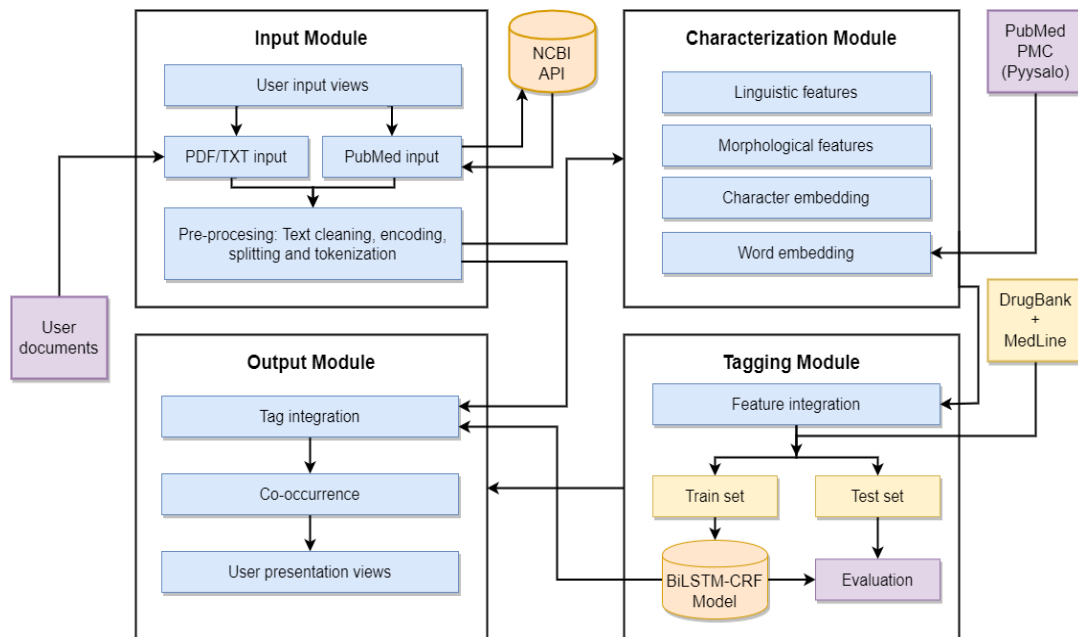 Input Module
User input views
PDF/TXT input
PubMed input
Pre-procesing: Text cleaning, encoding,
splitting and tokenization
NCBI
API
Characterization Module
Linguistic features
Morphological features
Character embedding
Word embedding
PubMed
PMC
(Pyysalo)
User
documents
DrugBank
+
MedLine
Output Module
Tag integration
Co-occurrence
User presentation views
Tagging Module
Feature integration
Train set
Test set
BiLSTM-CRF
Model
Evaluation